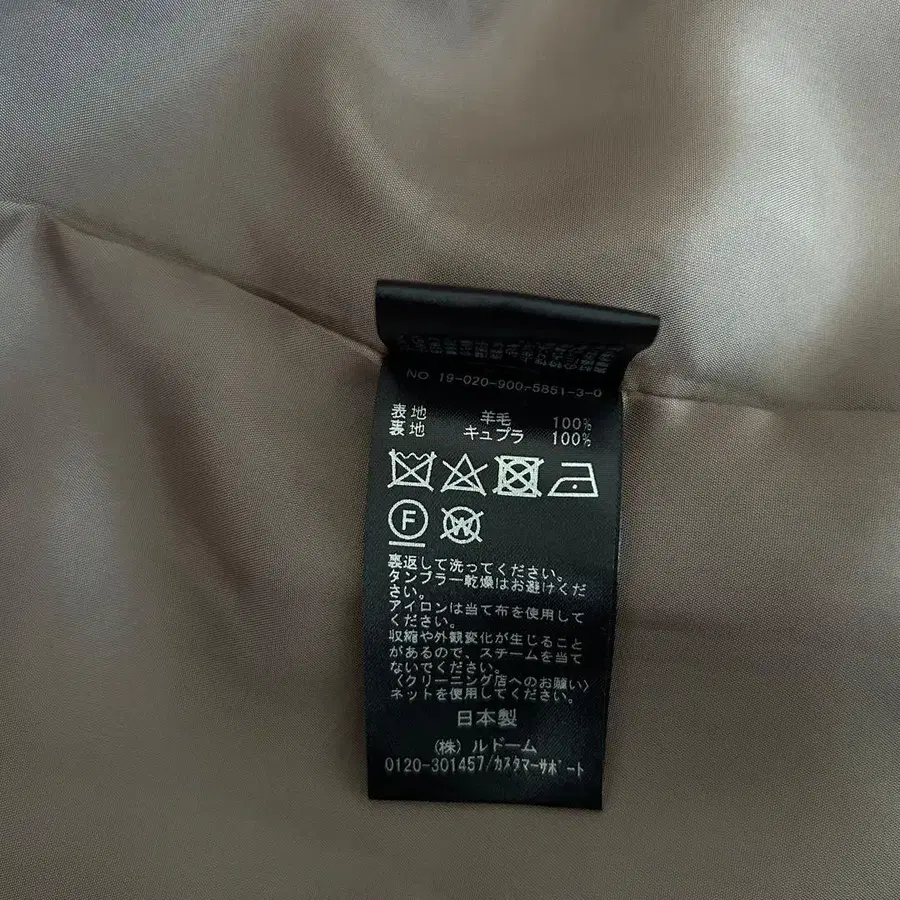 NO 19-020-900-5851-3-0
表地 羊毛 100%
裏地 キュプラ 100%
F
W
裏返して洗ってください。
タンブラー乾燥はお避けくだ
さい。
アイロンは当て布を使用して
ください。
収縮や外観変化が生じること
があるので、スチームを当て
ないでください。
〈クリーニング店へのお願い〉
ネットを使用してください。
日本製
(株) ルドーム
0120-301457/カスタマーサポート